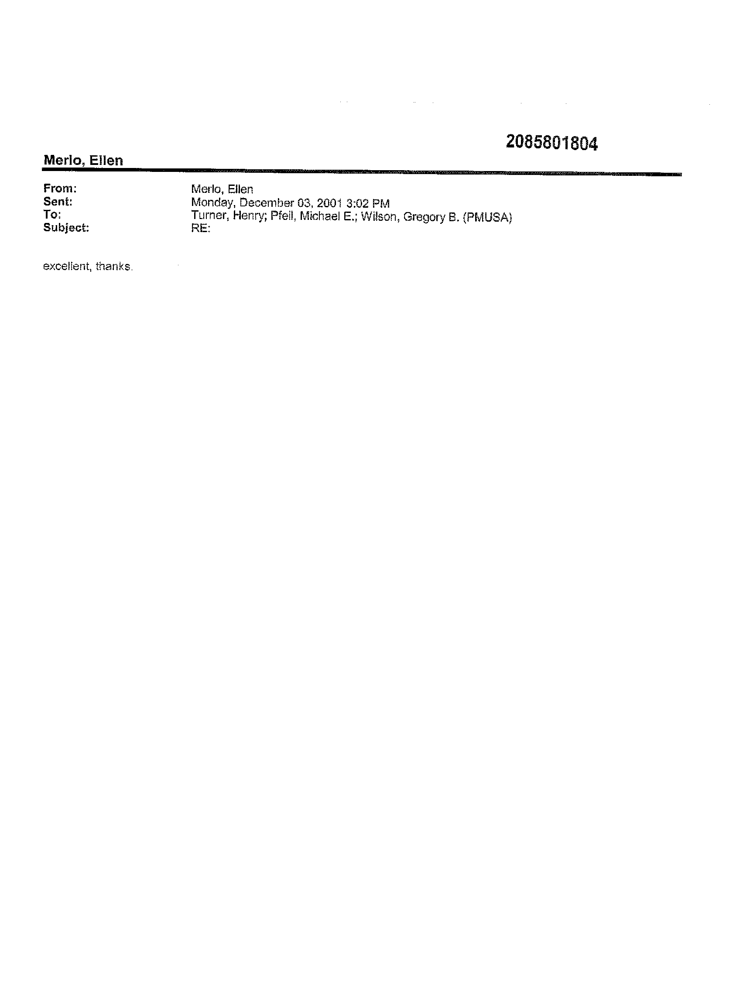 2085801804
Merlo, Ellen
From: Merlo, Ellen
Sent: Monday, December 03, 2001 3:02 PM
To: Turner, Henry; Pfeil, Michael E.; Wilson, Gregory B. (PMUSA)
Subject: RE:
excellent, thanks.